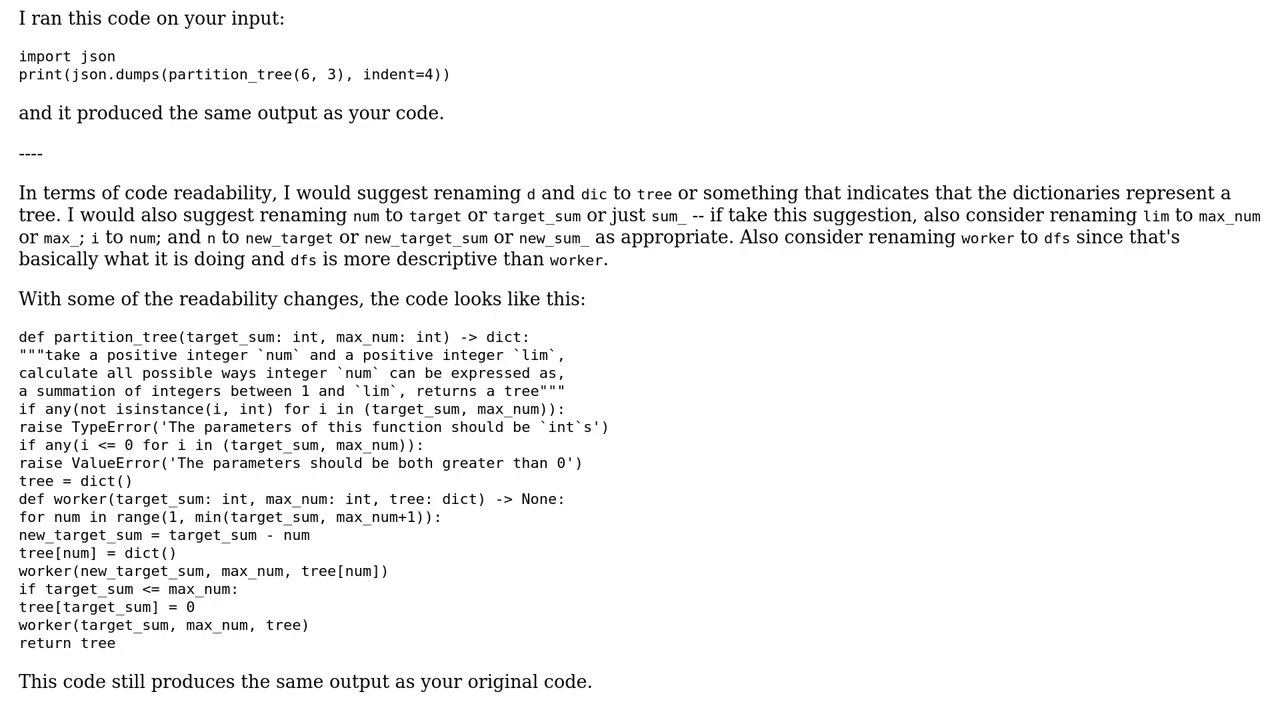 I ran this code on your input:
import json
print(json.dumps(partition_tree(6, 3), indent=4))
and it produced the same output as your code.
----
In terms of code readability, I would suggest renaming d and dic to tree or something that indicates that the dictionaries represent a
tree. I would also suggest renaming num to target or target_sum or just sum_ -- if take this suggestion, also consider renaming lim to max_num
or max_; i to num; and n to new_target or new_target_sum or new_sum_ as appropriate. Also consider renaming worker to dfs since that's
basically what it is doing and dfs is more descriptive than worker.
With some of the readability changes, the code looks like this:
def partition_tree(target_sum: int, max_num: int) -> dict:
"""take a positive integer `num` and a positive integer `lim`,
calculate all possible ways integer `num` can be expressed as,
a summation of integers between 1 and `lim`, returns a tree"""
if any(not isinstance(i, int) for i in (target_sum, max_num)):
raise TypeError('The parameters of this function should be `int`s')
if any(i <= 0 for i in (target_sum, max_num)):
raise ValueError('The parameters should be both greater than 0')
tree = dict()
def worker(target_sum: int, max_num: int, tree: dict) -> None:
for num in range(1, min(target_sum, max_num+1)):
new_target_sum = target_sum - num
tree[num] = dict()
worker(new_target_sum, max_num, tree[num])
if target_sum <= max_num:
tree[target_sum] = 0
worker(target_sum, max_num, tree)
return tree
This code still produces the same output as your original code.